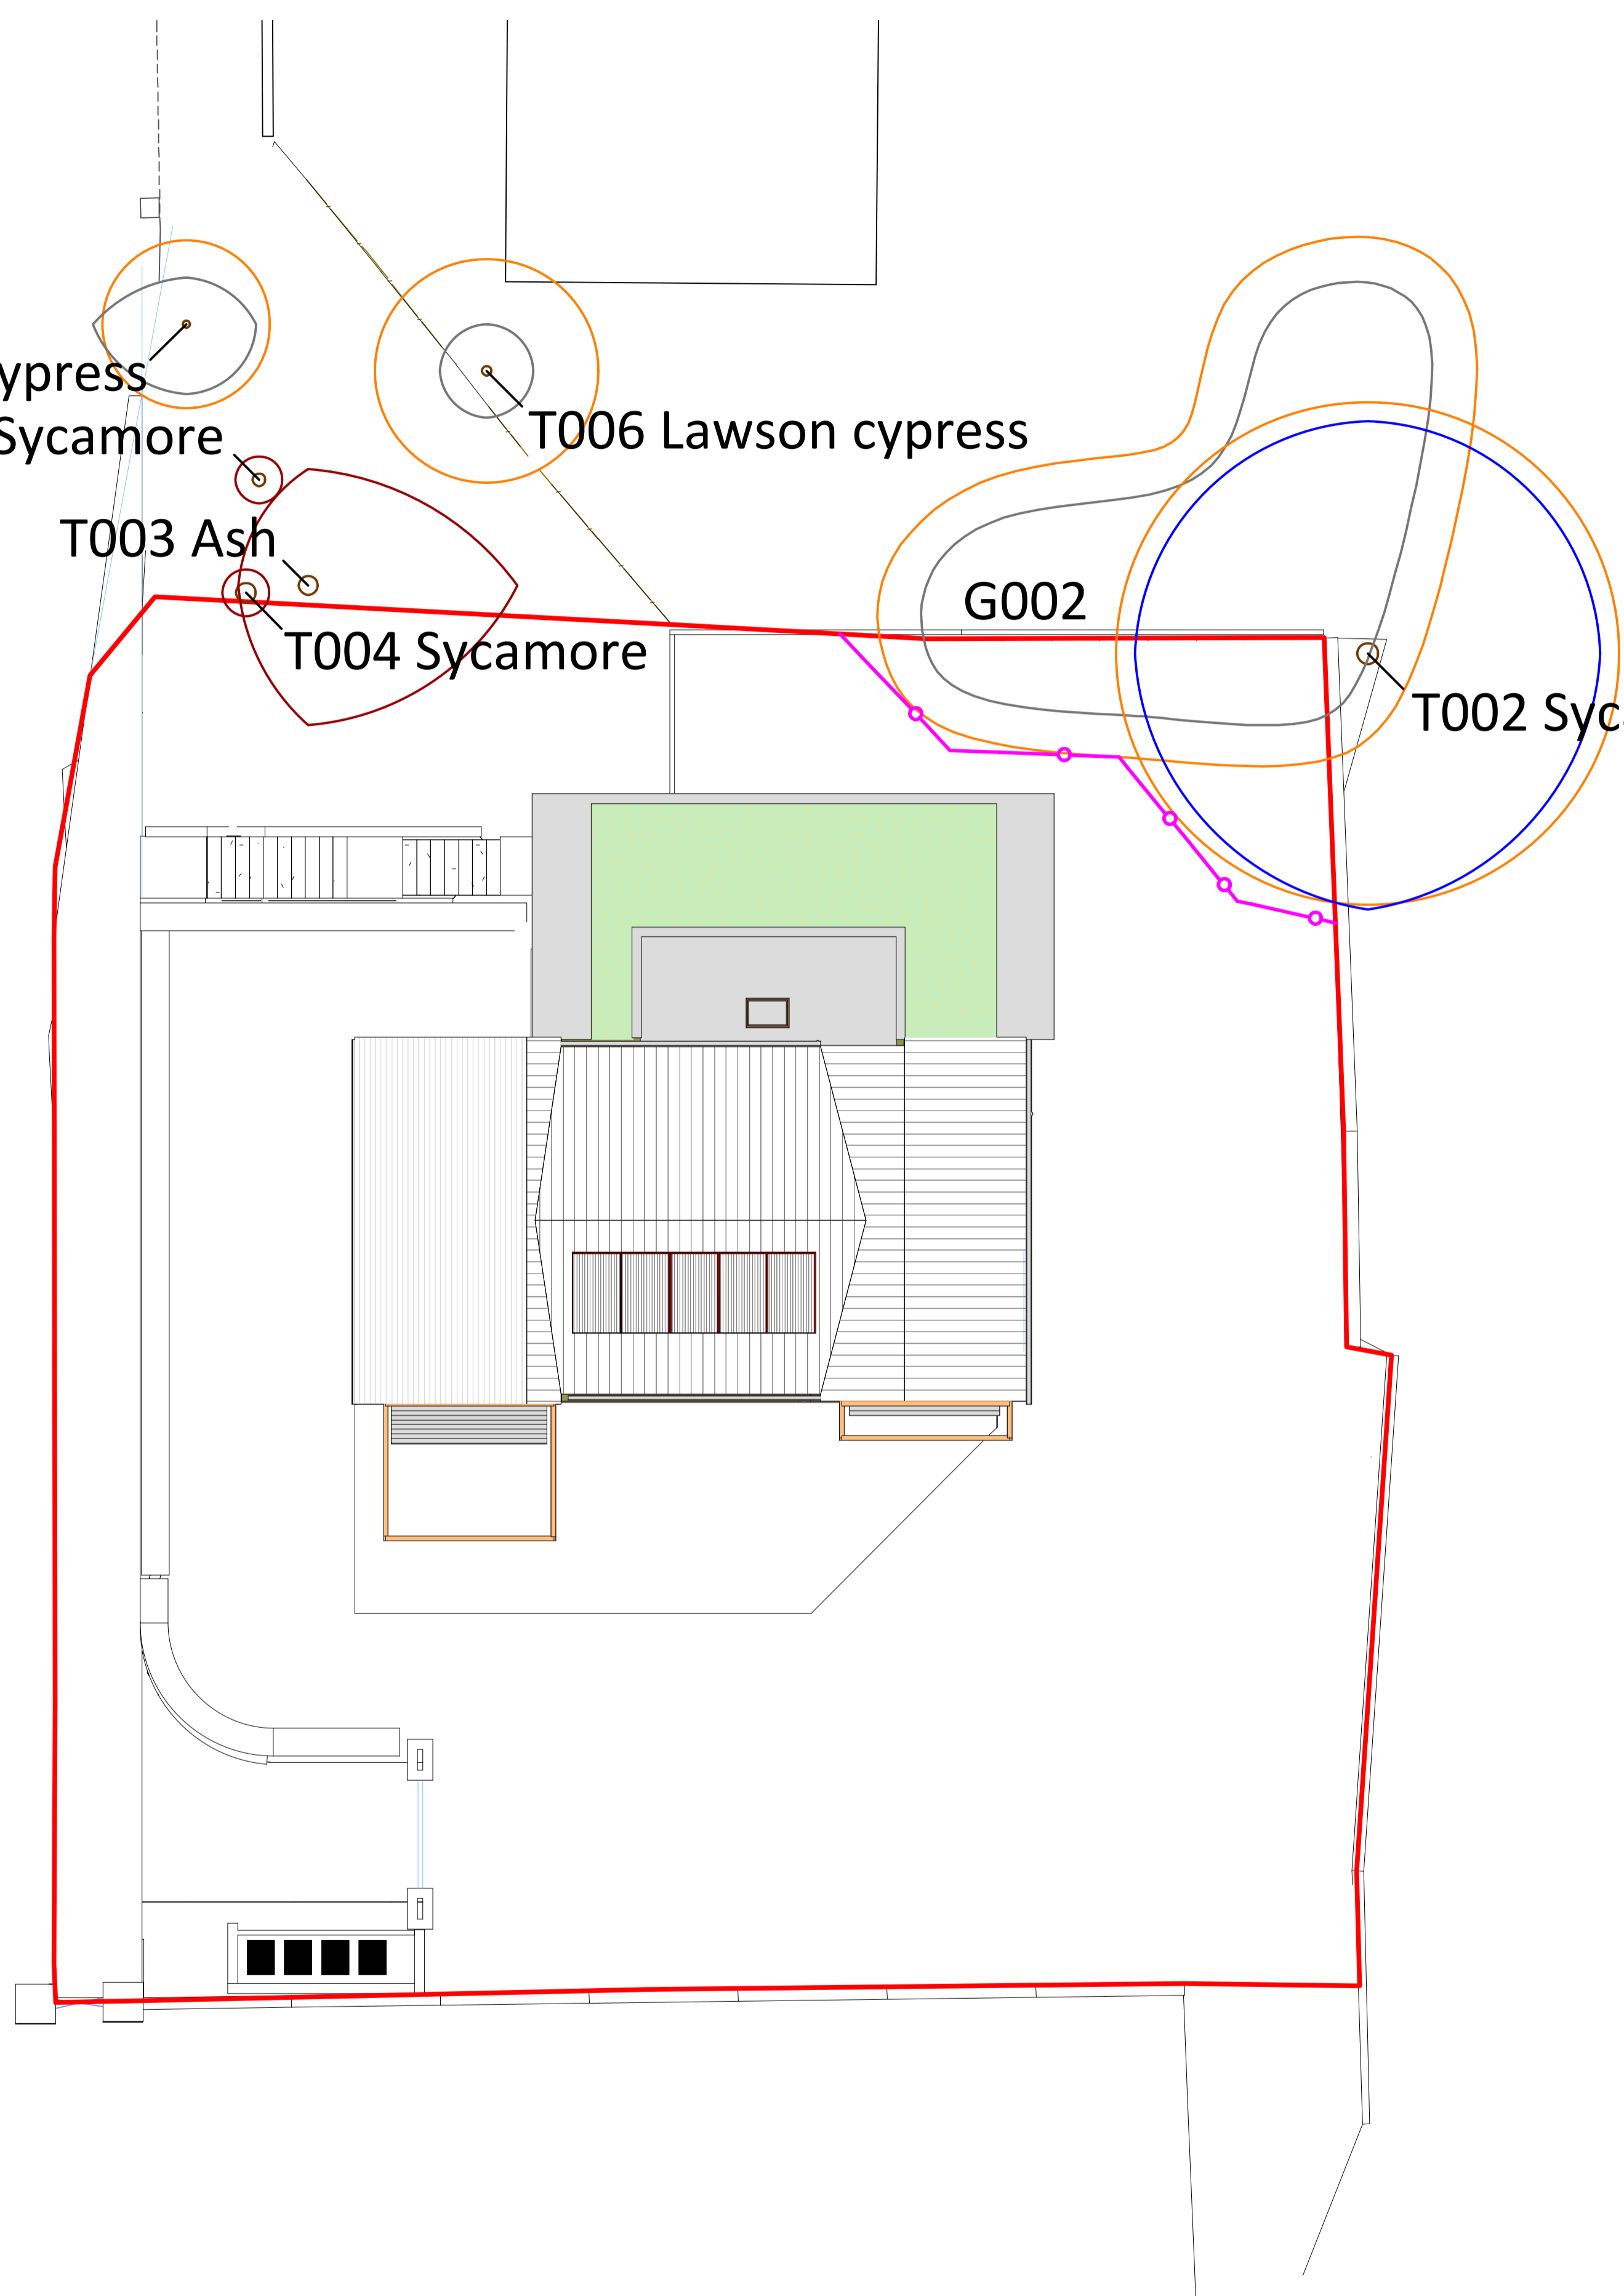 ypress
Sycamore
T006 Lawson cypress
T003 Ash
G002
T004 Sycamore
T002 Syc